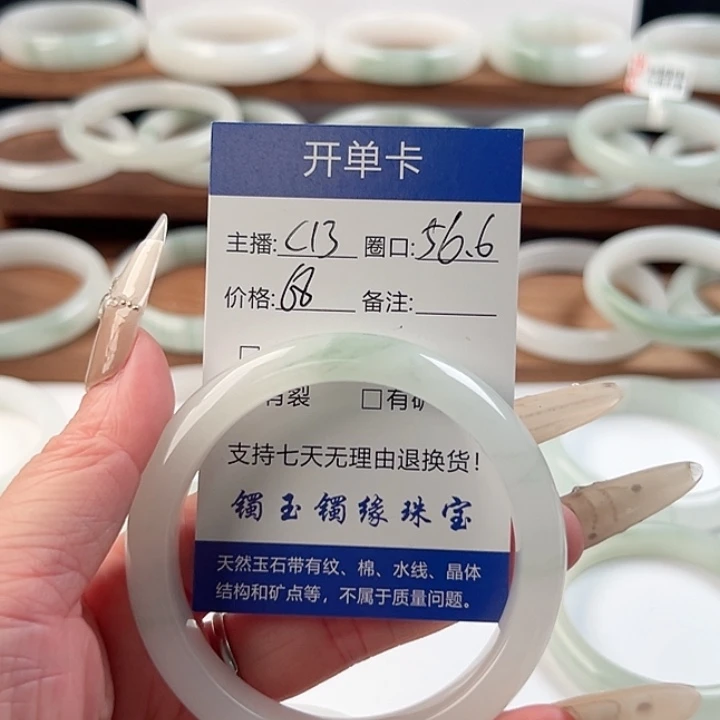 开单卡
主播: C13 圈口: 56.6
价格: 68 备注:
有裂 □有矿
支持七天无理由退换货!
镯玉镯缘珠宝
天然玉石带有纹、棉、水线、晶体
结构和矿点等，不属于质量问题。